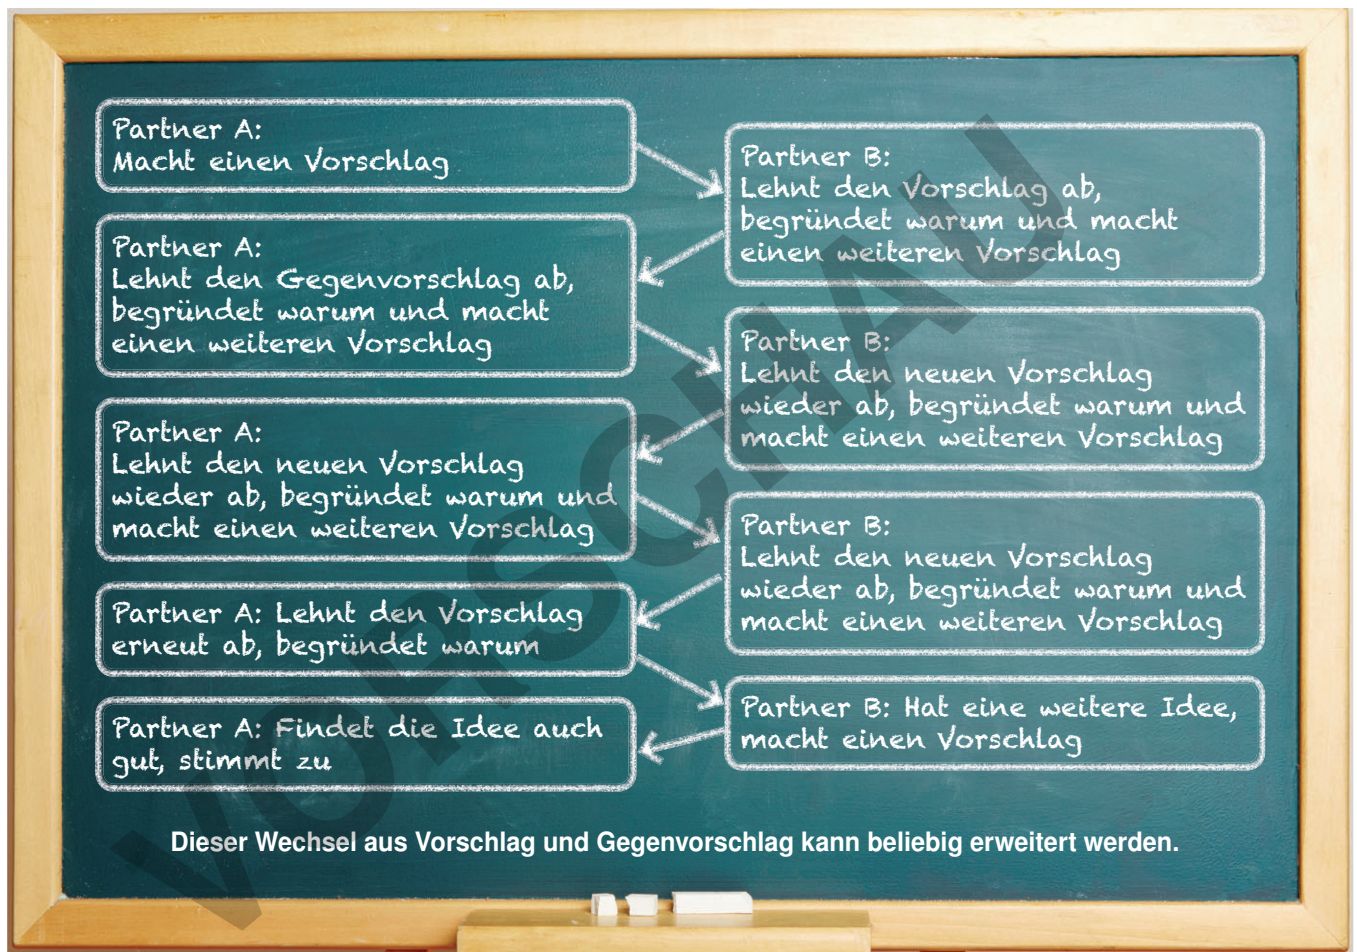 Partner A:
Macht einen Vorschlag
Partner B:
Lehnt den Vorschlag ab,
begründet warum und macht
einen weiteren Vorschlag
Partner A:
Lehnt den Gegenvorschlag ab,
begründet warum und macht
einen weiteren Vorschlag
Partner B:
Lehnt den neuen Vorschlag
wieder ab, begründet warum und
macht einen weiteren Vorschlag
Partner A:
Lehnt den neuen Vorschlag
wieder ab, begründet warum und
macht einen weiteren Vorschlag
Partner B:
Lehnt den neuen Vorschlag
wieder ab, begründet warum und
macht einen weiteren Vorschlag
Partner A: Lehnt den Vorschlag
erneut ab, begründet warum
Partner B: Hat eine weitere Idee,
macht einen Vorschlag
Partner A: Findet die Idee auch
gut, stimmt zu
Dieser Wechsel aus Vorschlag und Gegenvorschlag kann beliebig erweitert werden.
VORSCHAU